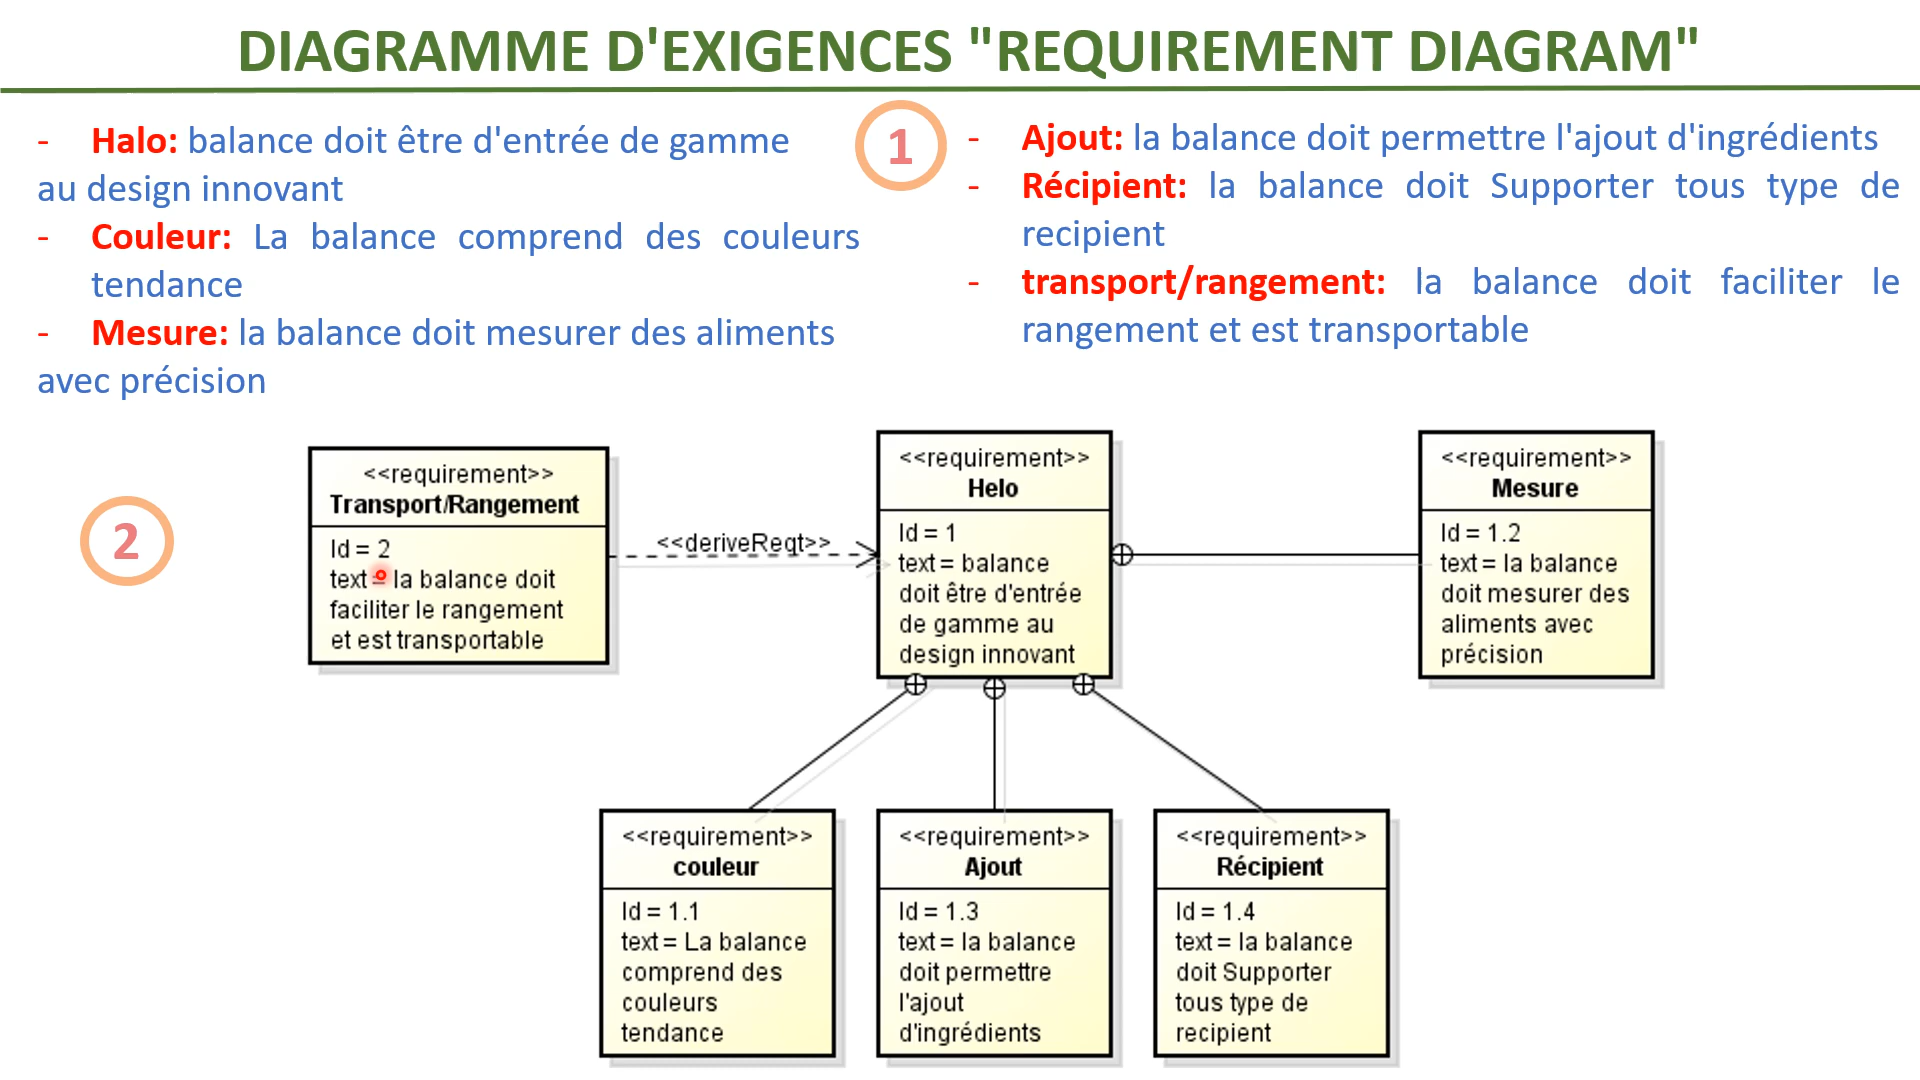 DIAGRAMME D'EXIGENCES "REQUIREMENT DIAGRAM"
- Halo: balance doit être d'entrée de gamme
au design innovant
- Couleur: La balance comprend des couleurs
tendance
- Mesure: la balance doit mesurer des aliments
avec précision
1
- Ajout: la balance doit permettre l'ajout d'ingrédients
- Récipient: la balance doit Supporter tous type de
recipient
- transport/rangement: la balance doit faciliter le
rangement et est transportable
2
<<requirement>>
Transport/Rangement
Id = 2
text = la balance doit
faciliter le rangement
et est transportable
<<deriveReqt>>
<<requirement>>
Helo
Id = 1
text = balance
doit être d'entrée
de gamme au
design innovant
<<requirement>>
Mesure
Id = 1.2
text = la balance
doit mesurer des
aliments avec
précision
<<requirement>>
couleur
Id = 1.1
text = La balance
comprend des
couleurs
tendance
<<requirement>>
Ajout
Id = 1.3
text = la balance
doit permettre
l'ajout
d'ingrédients
<<requirement>>
Récipient
Id = 1.4
text = la balance
doit Supporter
tous type de
recipient